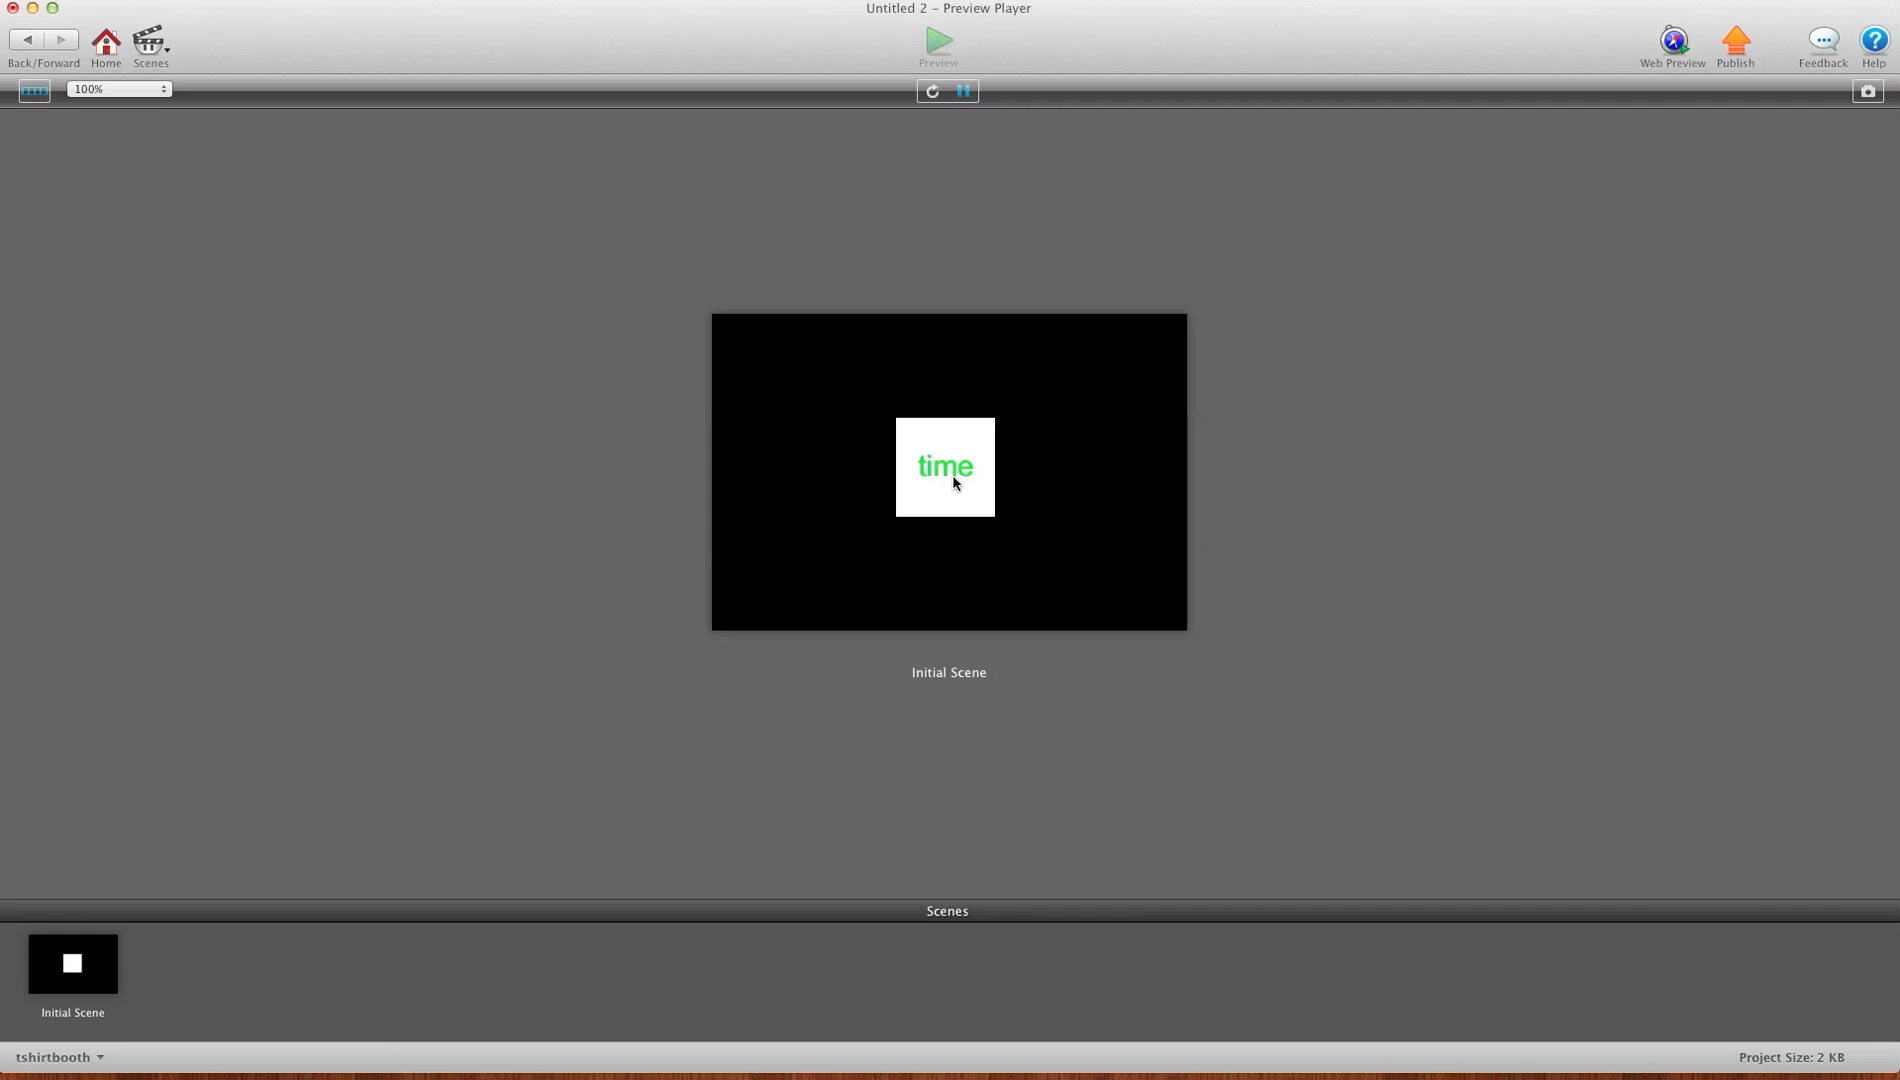 Untitled 2 – Preview Player
Back/Forward
Home
Scenes
Preview
Web Preview
Publish
Feedback
Help
100%
time
Initial Scene
Scenes
Initial Scene
tshirtbooth
Project Size: 2 KB